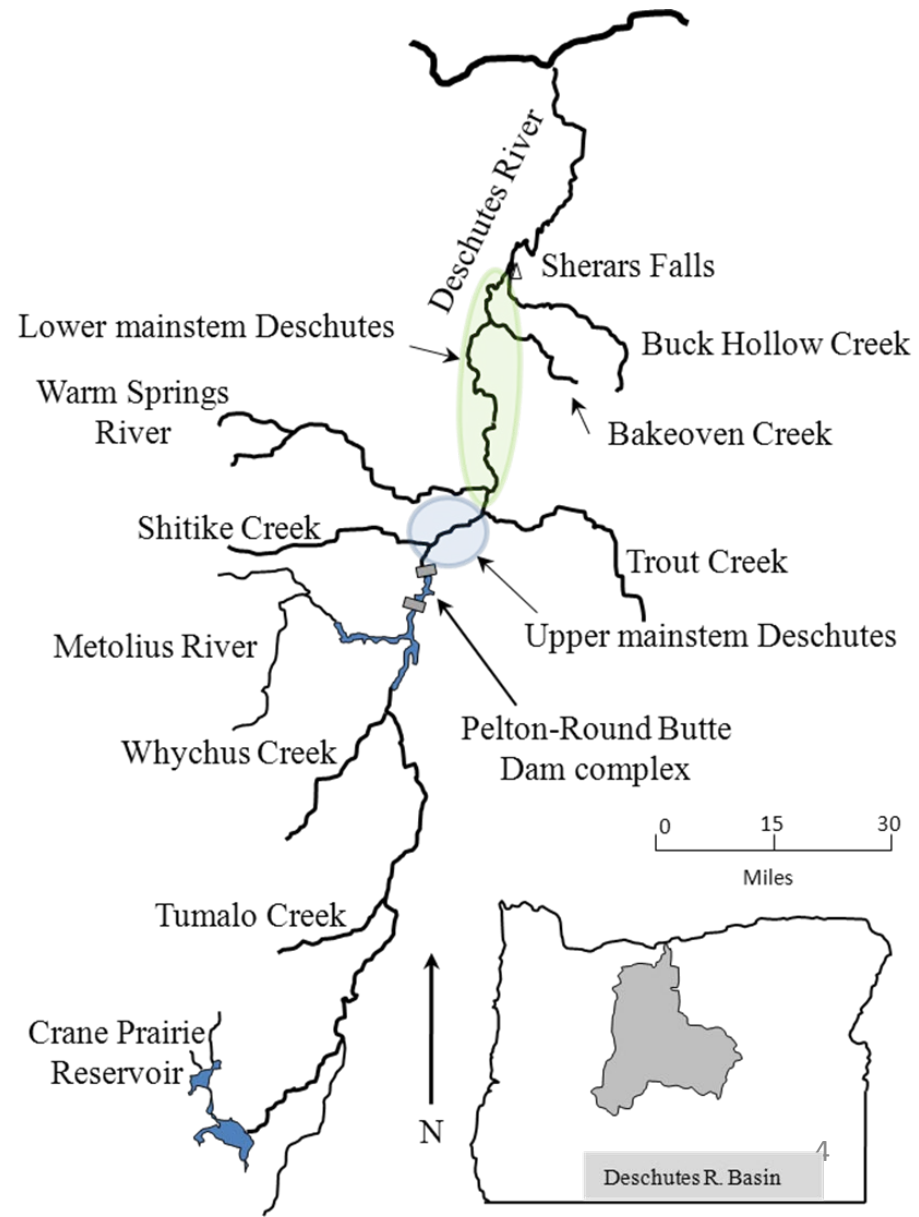 Deschutes River
Sherars Falls
Lower mainstem Deschutes
Buck Hollow Creek
Warm Springs
River
Bakeoven Creek
Shitike Creek
Trout Creek
Upper mainstem Deschutes
Metolius River
Pelton-Round Butte
Dam complex
Whychus Creek
0 15 30
Miles
Tumalo Creek
Crane Prairie
Reservoir
N
4
Deschutes R. Basin